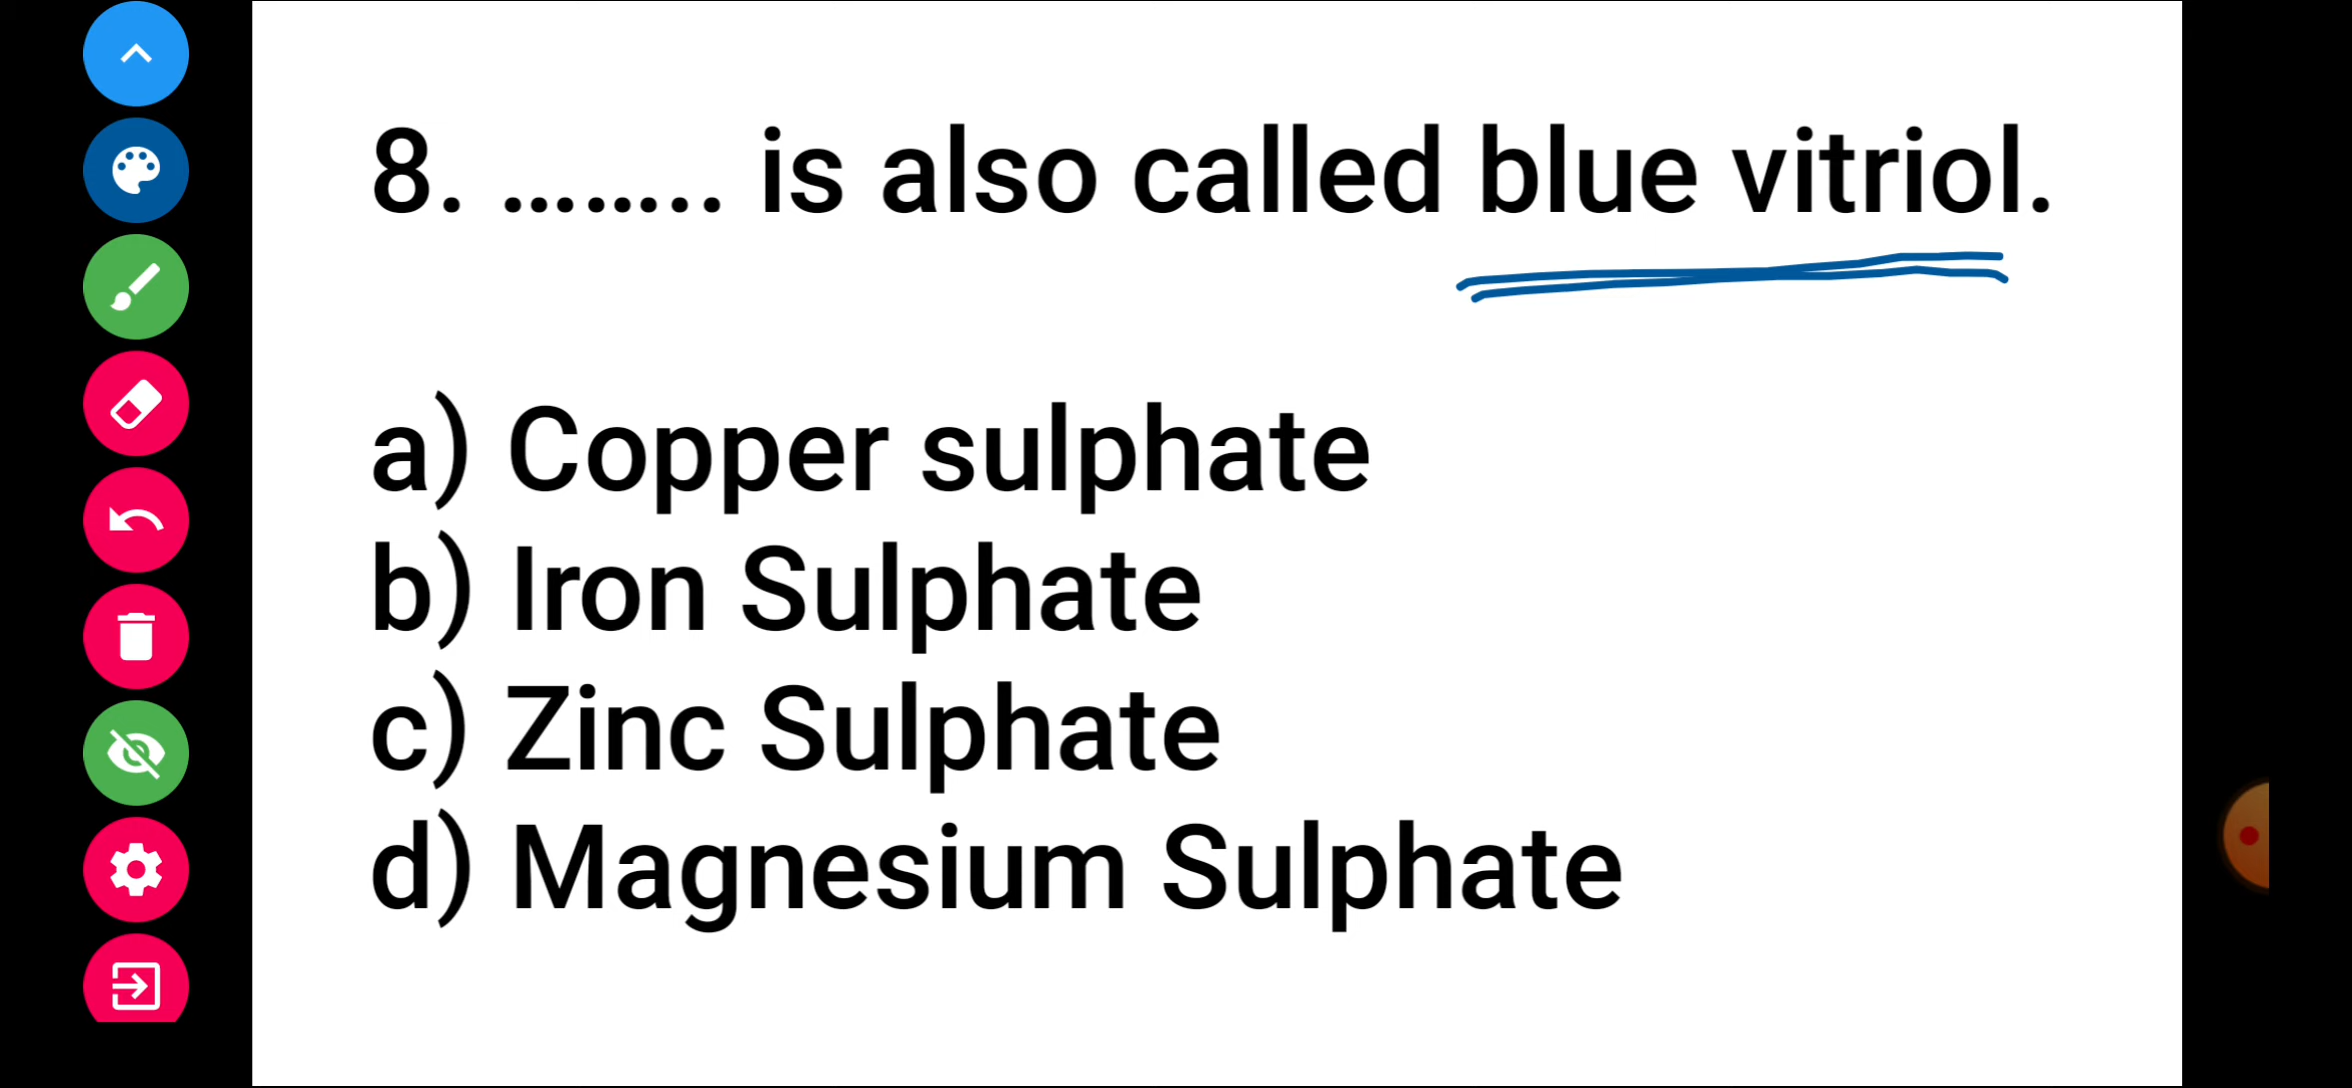 8. ......... is also called blue vitriol.
a) Copper sulphate
b) Iron Sulphate
c) Zinc Sulphate
d) Magnesium Sulphate